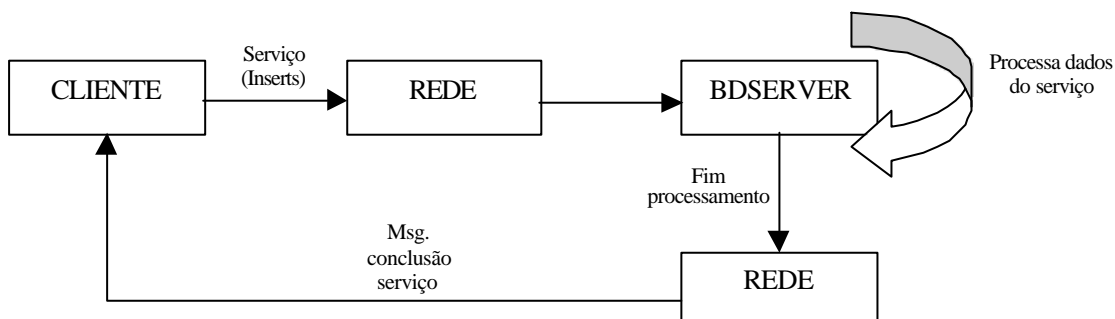 Serviço
(Inserts)
CLIENTE
REDE
BDSERVER
Processa dados
do serviço
Fim
processamento
Msg.
conclusão
serviço
REDE